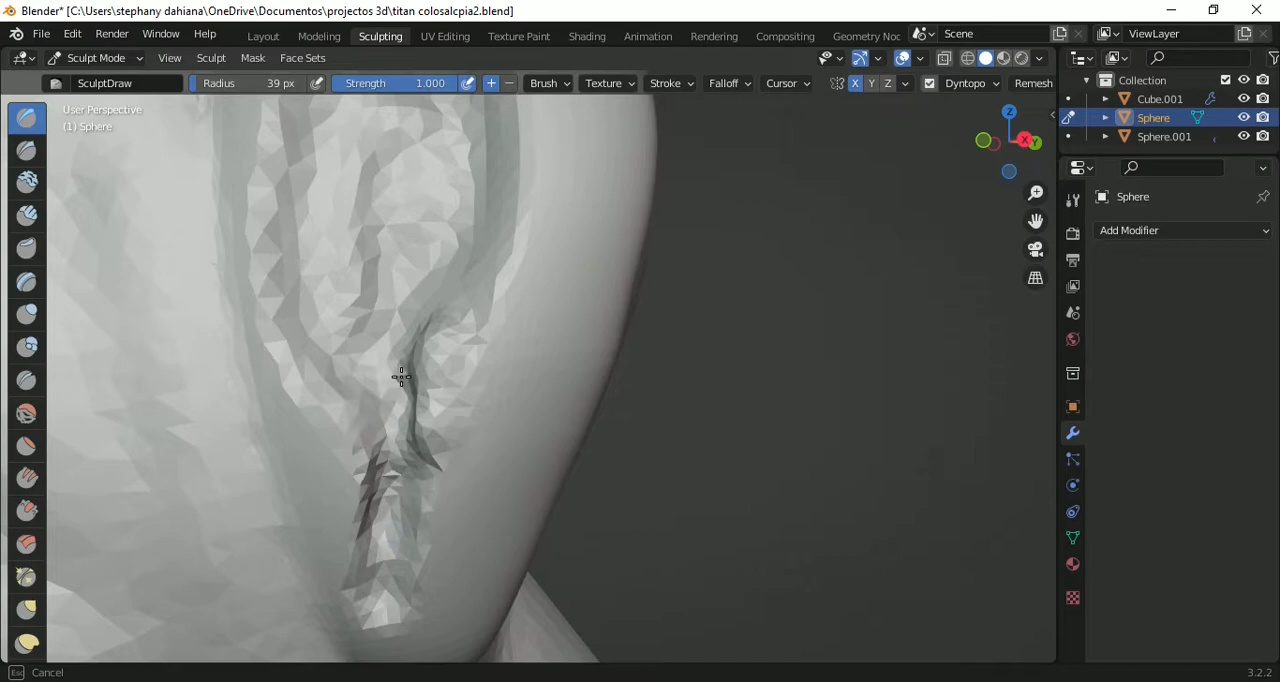 Blender* [C:\Users\stephany dahiana\OneDrive\Documentos\projectos 3d\titan colosalcpia2.blend]
File Edit Render Window Help Layout Modeling Sculpting UV Editing Texture Paint Shading Animation Rendering Compositing Geometry Noc Scene ViewLayer
Sculpt Mode View Sculpt Mask Face Sets
SculptDraw Radius 39 px Strength 1.000 Brush Texture Stroke Falloff Cursor X Y Z Dyntopo Remesh
User Perspective
(1) Sphere
Z
X
Y
Collection
Cube.001
Sphere
Sphere.001
Sphere
Add Modifier
Esc Cancel 3.2.2